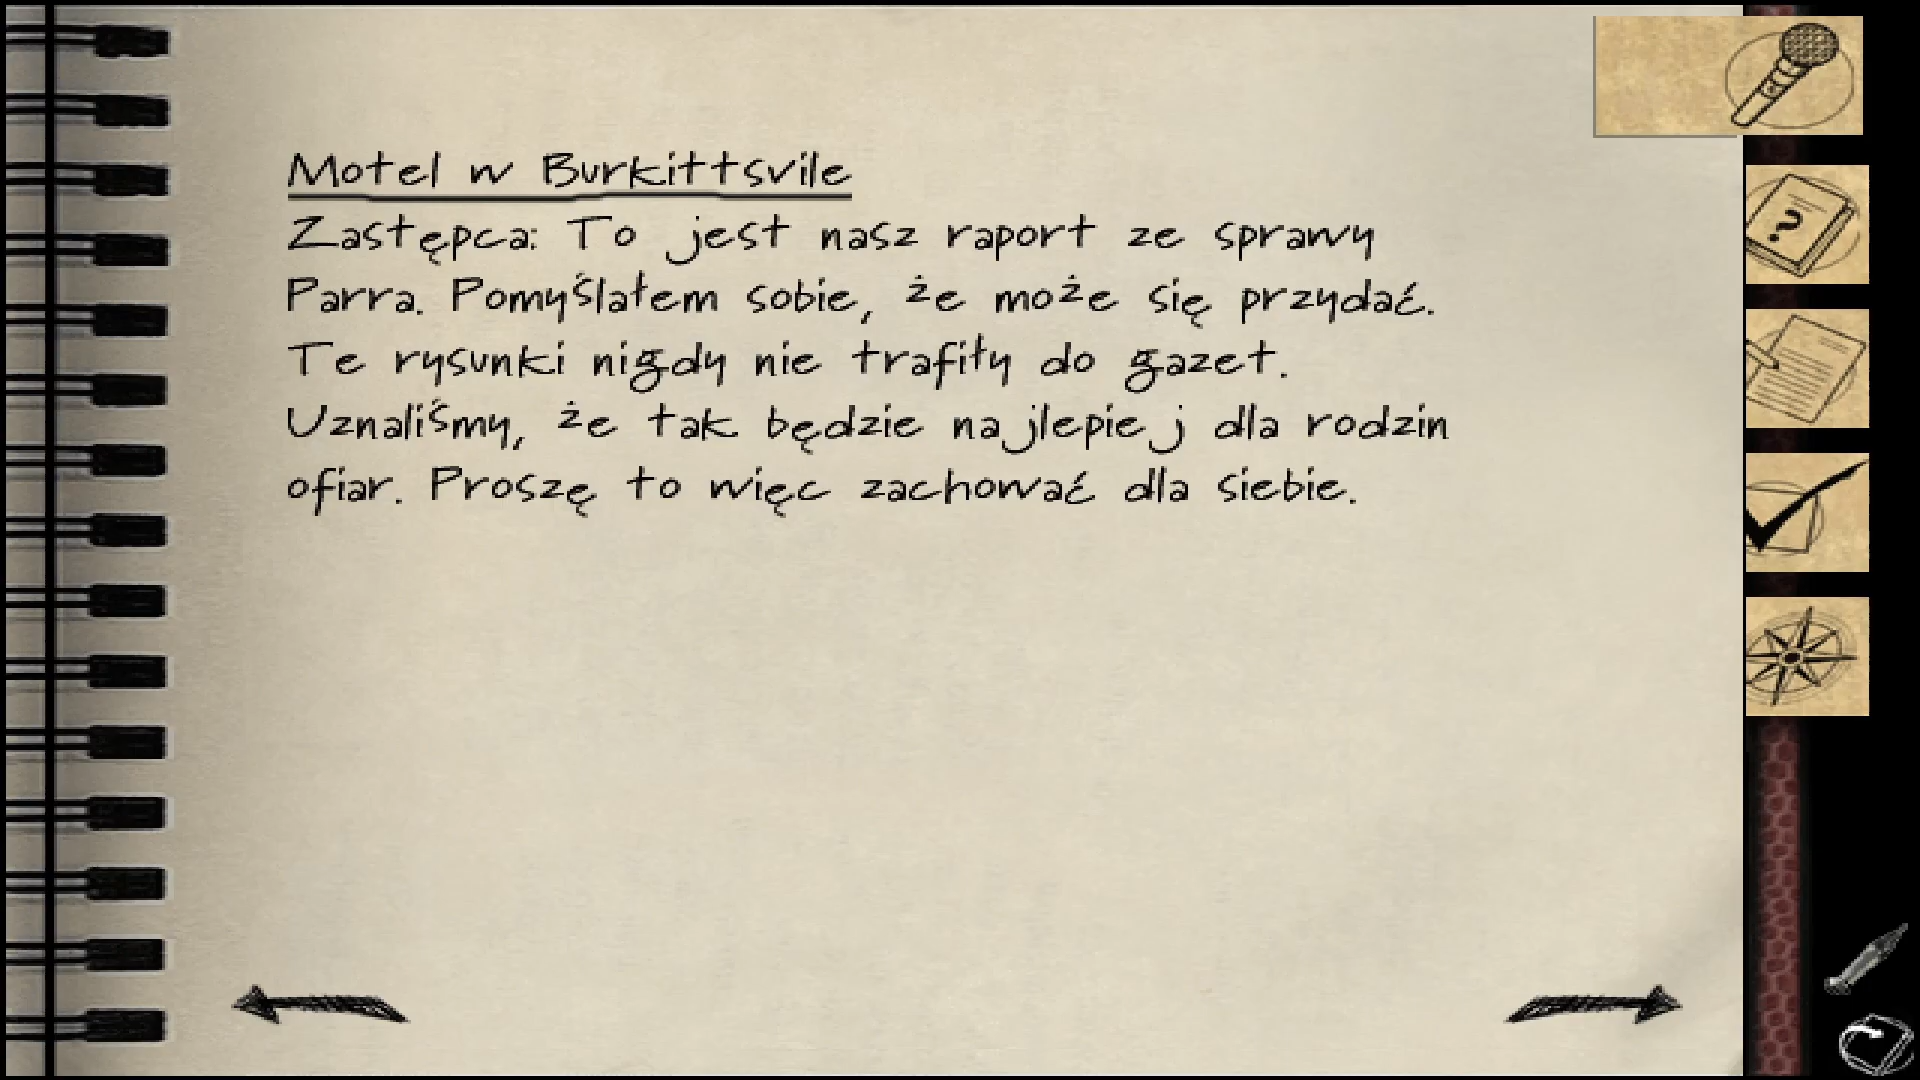 Motel w Burkittsvile
Zastępca: To jest nasz raport ze sprawy
Parra. Pomyślałem sobie, że może się przydać.
Te rysunki nigdy nie trafiły do gazet.
Uznaliśmy, że tak będzie najlepiej dla rodzin
ofiar. Proszę to więc zachować dla siebie.